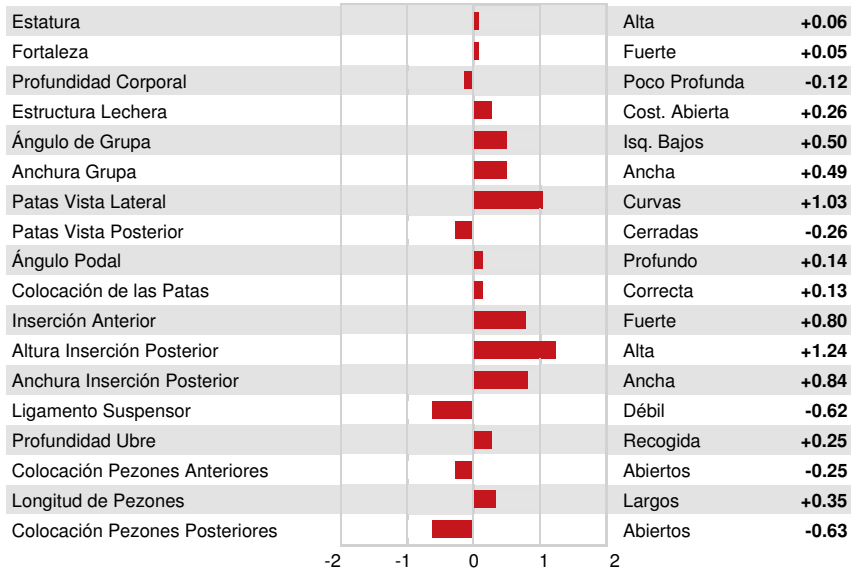 Estatura Alta +0.06
Fortaleza Fuerte +0.05
Profundidad Corporal Poco Profunda -0.12
Estructura Lechera Cost. Abierta +0.26
Ángulo de Grupa Isq. Bajos +0.50
Anchura Grupa Ancha +0.49
Patas Vista Lateral Curvas +1.03
Patas Vista Posterior Cerradas -0.26
Ángulo Podal Profundo +0.14
Colocación de las Patas Correcta +0.13
Inserción Anterior Fuerte +0.80
Altura Inserción Posterior Alta +1.24
Anchura Inserción Posterior Ancha +0.84
Ligamento Suspensor Débil -0.62
Profundidad Ubre Recogida +0.25
Colocación Pezones Anteriores Abiertos -0.25
Longitud de Pezones Largos +0.35
Colocación Pezones Posteriores Abiertos -0.63
-2 -1 0 1 2